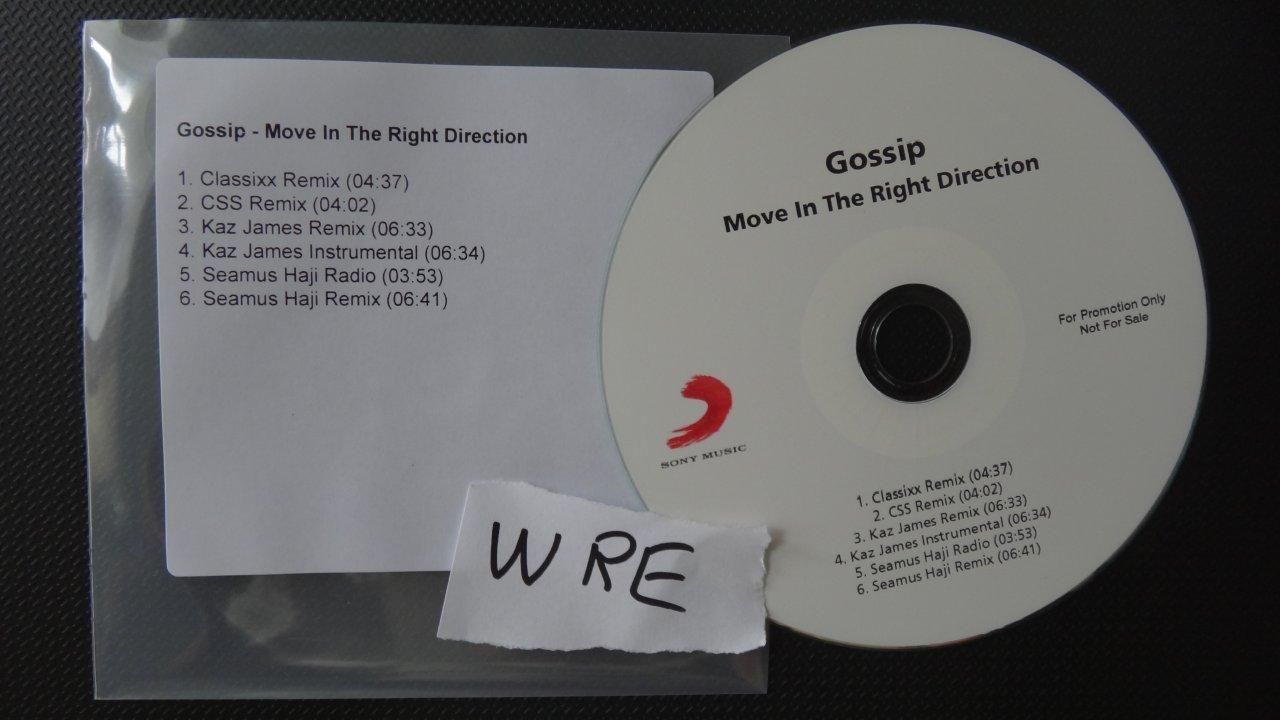 Gossip - Move In The Right Direction
1. Classixx Remix (04:37)
2. CSS Remix (04:02)
3. Kaz James Remix (06:33)
4. Kaz James Instrumental (06:34)
5. Seamus Haji Radio (03:53)
6. Seamus Haji Remix (06:41)
Gossip
Move In The Right Direction
For Promotion Only
Not For Sale
SONY MUSIC
1. Classixx Remix (04:37)
2. CSS Remix (04:02)
3. Kaz James Remix (06:33)
4. Kaz James Instrumental (06:34)
5. Seamus Haji Radio (03:53)
6. Seamus Haji Remix (06:41)
WRE